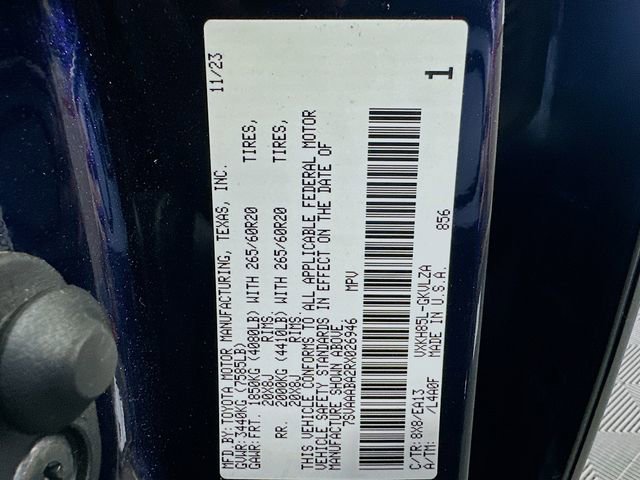 MFD.BY:TOYOTA MOTOR MANUFACTURING, TEXAS, INC. 11/23
GVWR: 3440KG (7585LB)
GAWR: FRT. 1850KG (4080LB) WITH 265/60R20 TIRES,
20X8J RIMS,
RR. 2000KG (4410LB) WITH 265/60R20 TIRES,
20X8J RIMS.
THIS VEHICLE CONFORMS TO ALL APPLICABLE FEDERAL MOTOR
VEHICLE SAFETY STANDARDS IN EFFECT ON THE DATE OF
MANUFACTURE SHOWN ABOVE.
7SVAAABA2RX026946 MPV
VXKH85L-GKVLZA 856
C/TR: 8X8/EA13 MADE IN U.S.A. 1
A/TM: /L4A0F